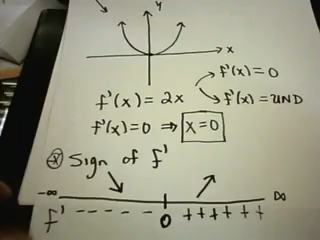 y
x
f'(x)=0
f'(x)=2x
f'(x)=UND
f'(x)=0 ⇒ x=0
* Sign of f'
-∞ ∞
f' - - - - - 0 + + + + + +